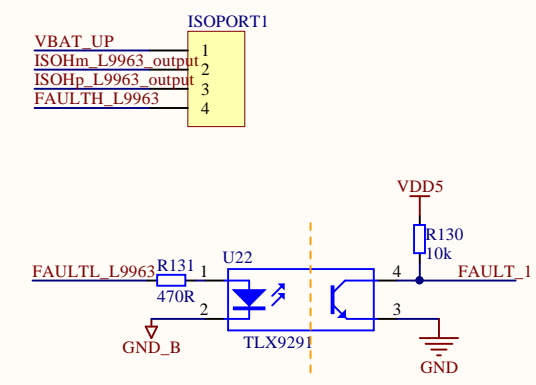 ISOPORT1
VBAT_UP
1
ISOHm_L9963_output
2
ISOHp_L9963_output
3
FAULTH_L9963
4
VDD5
R130
10k
FAULTL_L9963
R131
470R
1
U22
4
FAULT_1
2
3
GND_B
TLX9291
GND